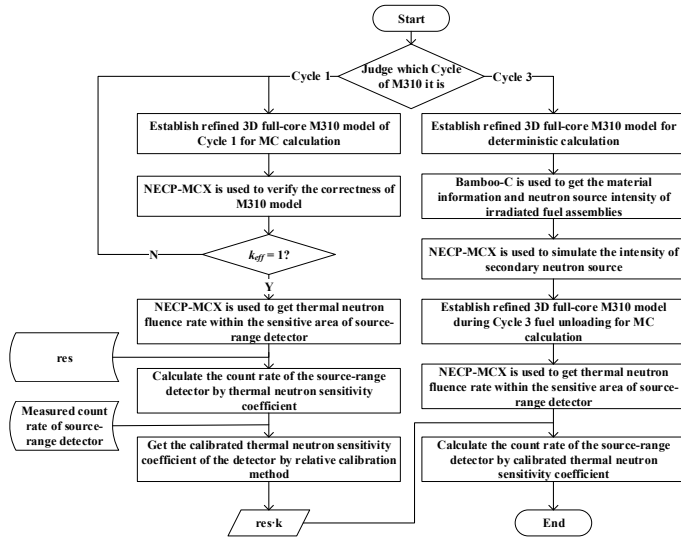 Start
Judge which Cycle
of M310 it is
Cycle 1
Cycle 3
Establish refined 3D full-core M310 model of
Cycle 1 for MC calculation
NECP-MCX is used to verify the correctness of
M310 model
N
keff = 1?
Y
NECP-MCX is used to get thermal neutron
fluence rate within the sensitive area of source-
range detector
res
Calculate the count rate of the source-range
detector by thermal neutron sensitivity
coefficient
Measured count
rate of source-
range detector
Get the calibrated thermal neutron sensitivity
coefficient of the detector by relative calibration
method
res·k
Establish refined 3D full-core M310 model for
deterministic calculation
Bamboo-C is used to get the material
information and neutron source intensity of
irradiated fuel assemblies
NECP-MCX is used to simulate the intensity of
secondary neutron source
Establish refined 3D full-core M310 model
during Cycle 3 fuel unloading for MC
calculation
NECP-MCX is used to get thermal neutron
fluence rate within the sensitive area of source-
range detector
Calculate the count rate of the source-range
detector by calibrated thermal neutron
sensitivity coefficient
End